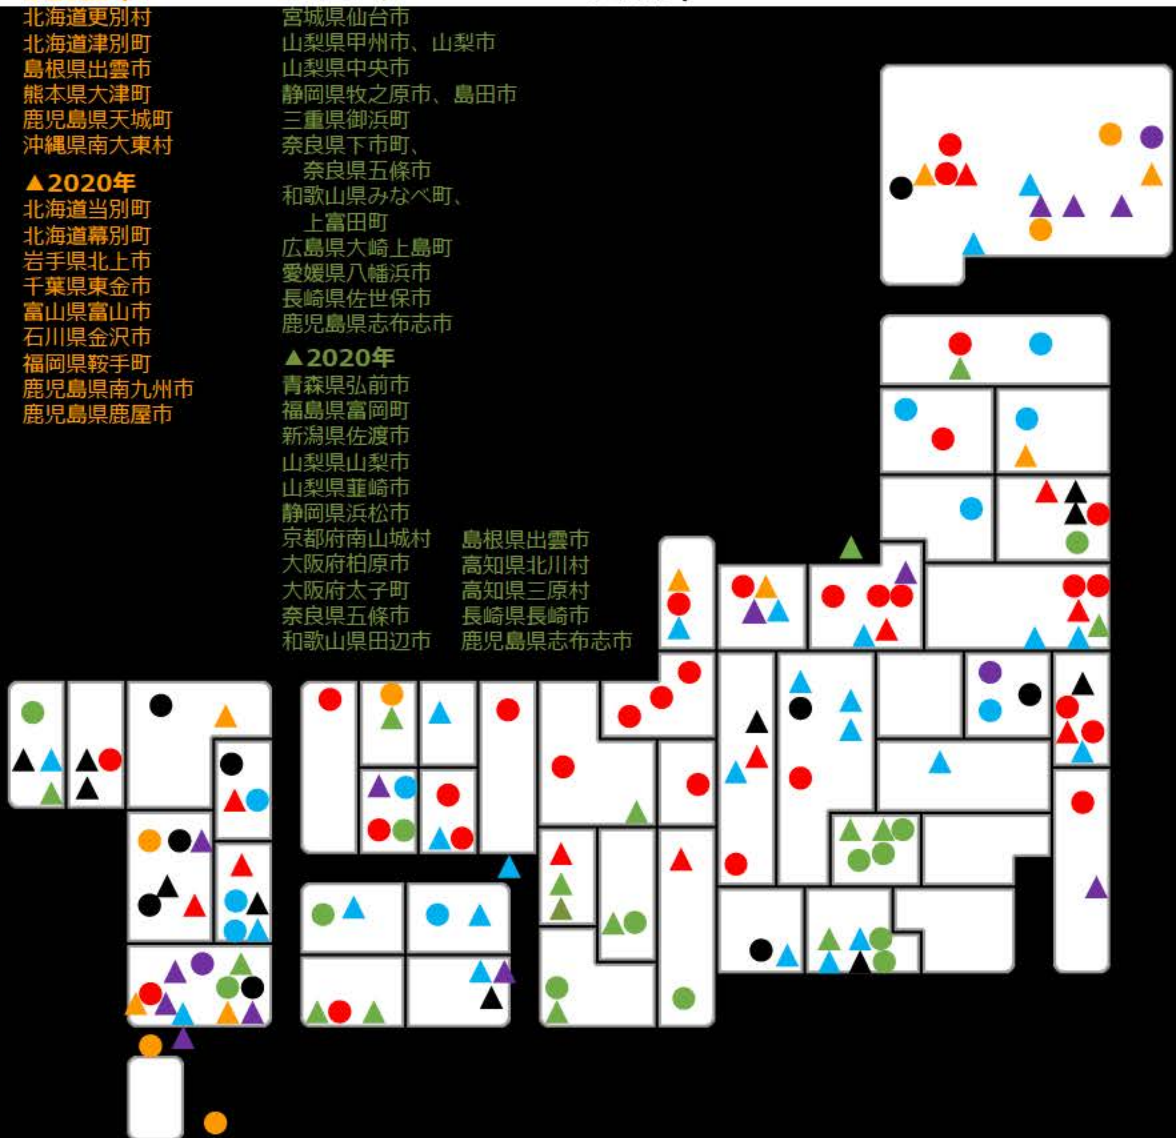 北海道更別村
北海道津別町
島根県出雲市
熊本県大津町
鹿児島県天城町
沖縄県南大東村
▲2020年
北海道当別町
北海道幕別町
岩手県北上市
千葉県東金市
富山県富山市
石川県金沢市
福岡県鞍手町
鹿児島県南九州市
鹿児島県鹿屋市
宮城県仙台市
山梨県甲州市、山梨市
山梨県中央市
静岡県牧之原市、島田市
三重県御浜町
奈良県下市町、
奈良県五條市
和歌山県みなべ町、
上富田町
広島県大崎上島町
愛媛県八幡浜市
長崎県佐世保市
鹿児島県志布志市
▲2020年
青森県弘前市
福島県富岡町
新潟県佐渡市
山梨県山梨市
山梨県韮崎市
静岡県浜松市
京都府南山城村
大阪府柏原市
大阪府太子町
奈良県五條市
和歌山県田辺市
島根県出雲市
高知県北川村
高知県三原村
長崎県長崎市
鹿児島県志布志市